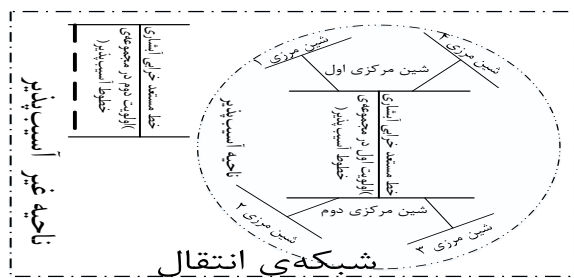 شین مرزی ۱
شین مرزی ۴
شین مرکزی اول
خط مستعد خرابی آبشاری
)اولویت دوم در مجموعه‌ی
خطوط آسیب‌پذیر(
خط مستعد خرابی آبشاری
)اولویت اول در مجموعه‌ی
خطوط آسیب‌پذیر(
ناحیه آسیب‌پذیر
ناحیه غیر آسیب‌پذیر
شین مرکزی دوم
شین مرزی ۲
شین مرزی ۳
شبکه‌ی انتقال